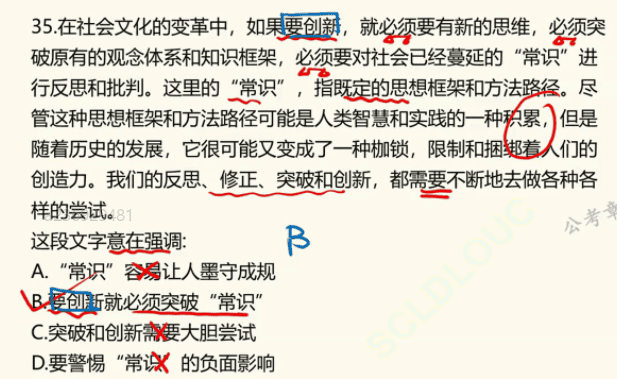 35.在社会文化的变革中，如果要创新，就必须要有新的思维，必须突
破原有的观念体系和知识框架，必须要对社会已经蔓延的“常识”进
行反思和批判。这里的“常识”，指既定的思想框架和方法路径。尽
管这种思想框架和方法路径可能是人类智慧和实践的一种积累，但是
随着历史的发展，它很可能又变成了一种枷锁，限制和捆绑着人们的
创造力。我们的反思、修正、突破和创新，都需要不断地去做各种各
样的尝试。
这段文字意在强调:
B
公考章
A.“常识”容易让人墨守成规
B.要创新就必须突破“常识”
C.突破和创新需要大胆尝试
D.要警惕“常识”的负面影响
SCLDLOUC